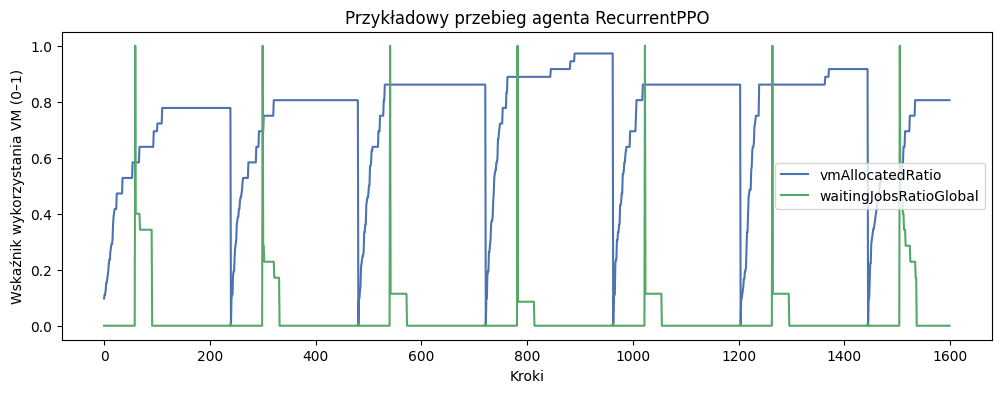 Przykładowy przebieg agenta RecurrentPPO
Wskaźnik wykorzystania VM (0–1)
1.0
0.8
0.6
0.4
0.2
0.0
vmAllocatedRatio
waitingJobsRatioGlobal
0 200 400 600 800 1000 1200 1400 1600
Kroki